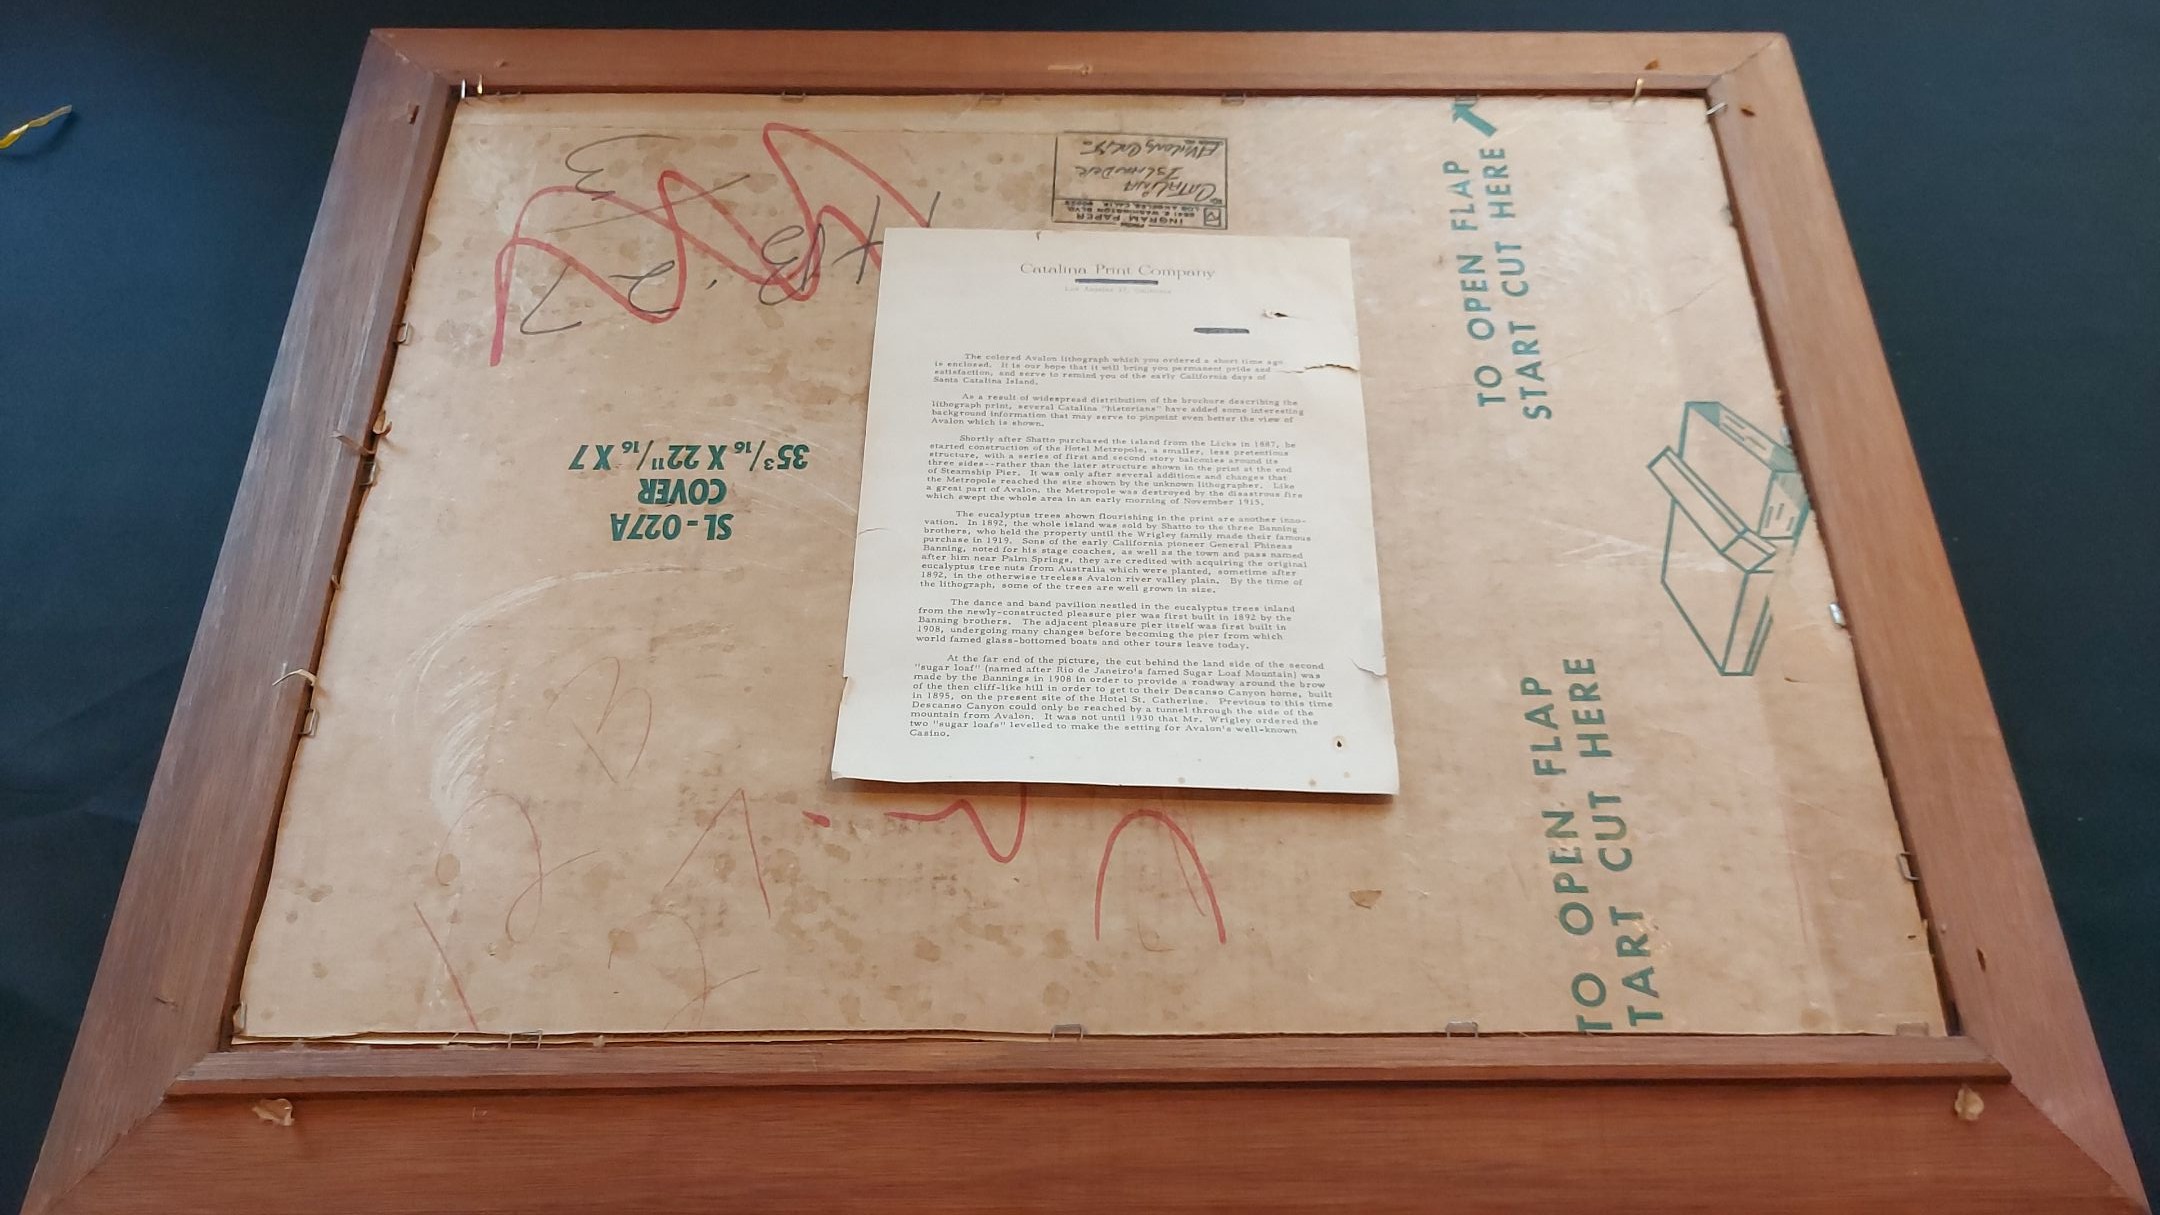 Catalina Print Company
Los Angeles 37, California
The colored Avalon lithograph which you ordered a short time ago
is enclosed. It is our hope that it will bring you permanent pride and
satisfaction, and serve to remind you of the early California days of
Santa Catalina Island.
As a result of widespread distribution of the brochure describing the
lithograph print, several Catalina "historians" have added some interesting
background information that may serve to pinpoint even better the view of
Avalon which is shown.
Shortly after Shatto purchased the island from the Licks in 1887, he
started construction of the Hotel Metropole, a smaller, less pretentious
structure, with a series of first and second story balconies around its
three sides--rather than the later structure shown in the print at the end
of Steamship Pier. It was only after several additions and changes that
the Metropole reached the size shown by the unknown lithographer. Like
a great part of Avalon, the Metropole was destroyed by the disastrous fire
which swept the whole area in an early morning of November 1915.
The eucalyptus trees shown flourishing in the print are another inno-
vation. In 1892, the whole island was sold by Shatto to the three Banning
brothers, who held the property until the Wrigley family made their famous
purchase in 1919. Sons of the early California pioneer General Phineas
Banning, noted for his stage coaches, as well as the town and pass named
after him near Palm Springs, they are credited with acquiring the original
eucalyptus tree nuts from Australia which were planted, sometime after
1892, in the otherwise treeless Avalon river valley plain. By the time of
the lithograph, some of the trees are well grown in size.
The dance and band pavilion nestled in the eucalyptus trees inland
from the newly-constructed pleasure pier was first built in 1892 by the
Banning brothers. The adjacent pleasure pier itself was first built in
1908, undergoing many changes before becoming the pier from which
world famed glass-bottomed boats and other tours leave today.
At the far end of the picture, the cut behind the land side of the second
"sugar loaf" (named after Rio de Janeiro's famed Sugar Loaf Mountain) was
made by the Bannings in 1908 in order to provide a roadway around the brow
of the then cliff-like hill in order to get to their Descanso Canyon home, built
in 1895, on the present site of the Hotel St. Catherine. Previous to this time
Descanso Canyon could only be reached by a tunnel through the side of the
mountain from Avalon. It was not until 1930 that Mr. Wrigley ordered the
two "sugar loafs" levelled to make the setting for Avalon's well-known
Casino.
SL-027A
COVER
35 3/16 X 22 11/16 X 7
FROM
INGRAM PAPER
WASHINGTON BLVD.
LOS ANGELES, CALIF.
CATALINA
ISLANDER
TO OPEN FLAP
START CUT HERE
TO OPEN FLAP
TART CUT HERE